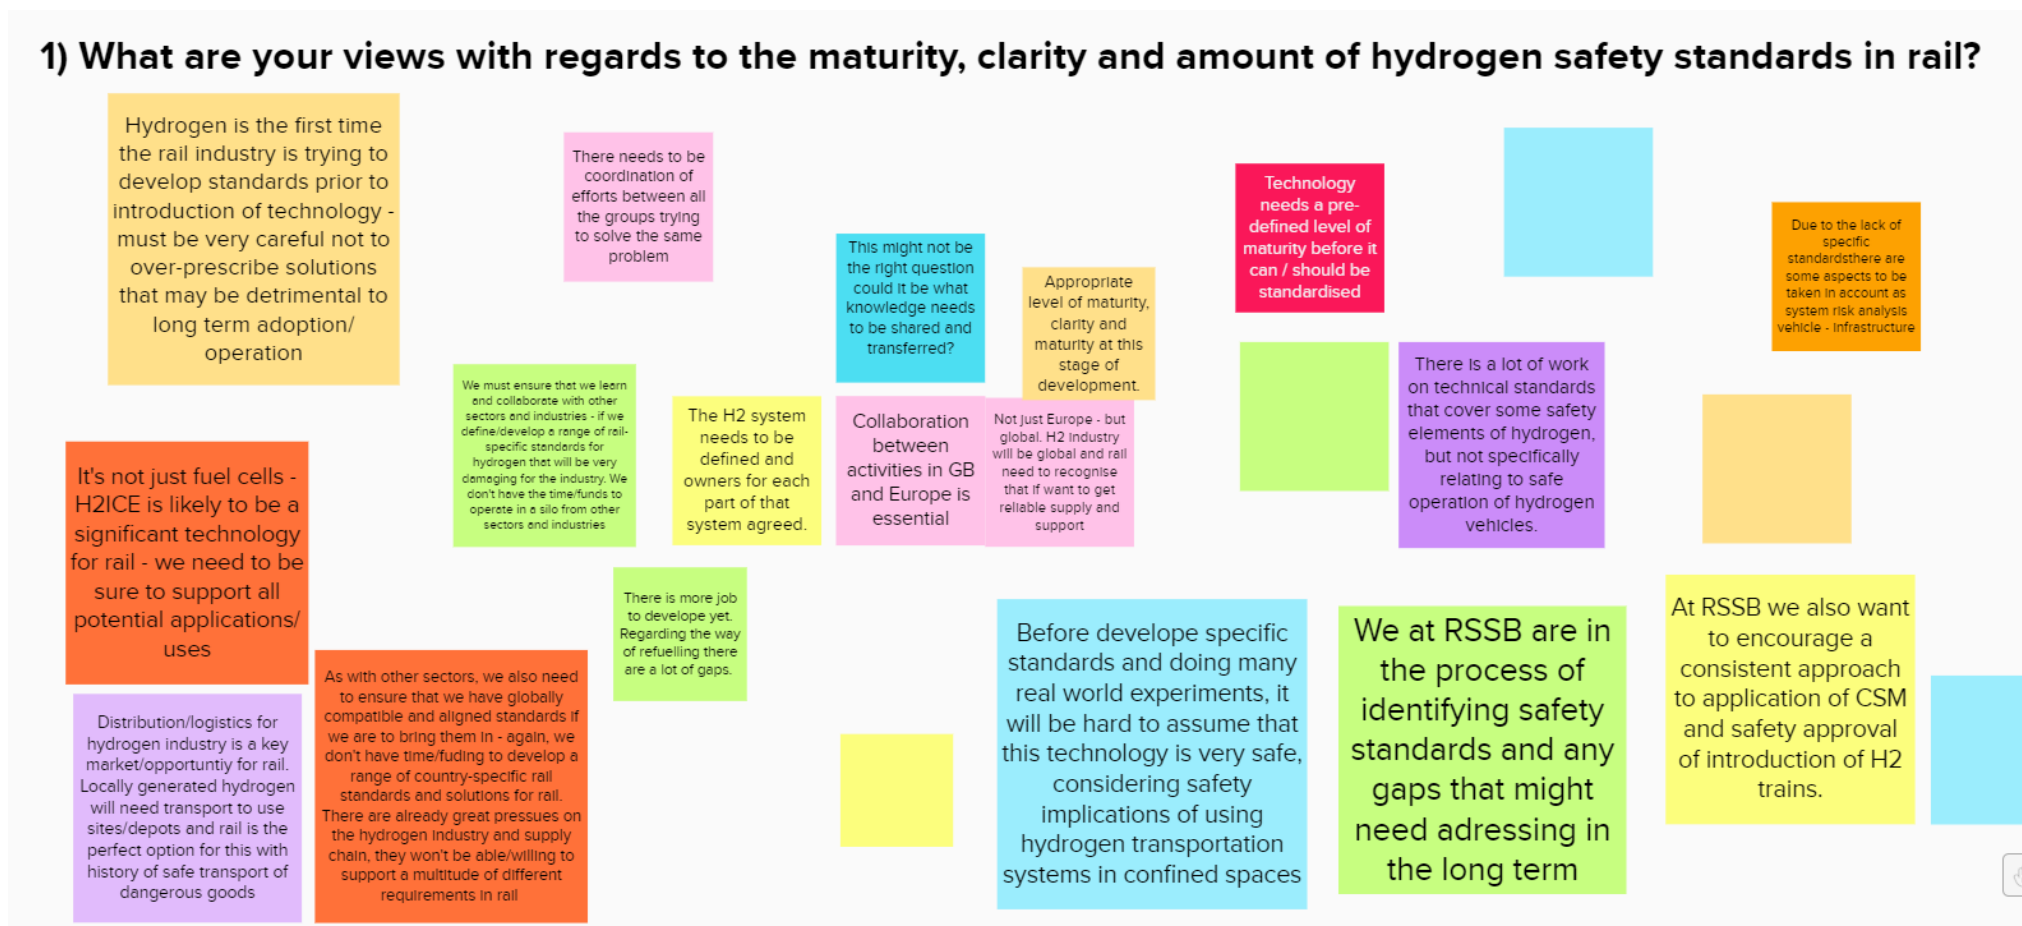 1) What are your views with regards to the maturity, clarity and amount of hydrogen safety standards in rail?
Hydrogen is the first time
the rail industry is trying to
develop standards prior to
introduction of technology -
must be very careful not to
over-prescribe solutions
that may be detrimental to
long term adoption/
operation
There needs to be
coordination of
efforts between all
the groups trying
to solve the same
problem
This might not be
the right question
could it be what
knowledge needs
to be shared and
transferred?
Appropriate
level of maturity,
clarity and
maturity at this
stage of
development.
Technology
needs a pre-
defined level of
maturity before it
can / should be
standardised
Due to the lack of
specific
standardsthere are
some aspects to be
taken in account as
system risk analysis
vehicle - infrastructure
We must ensure that we learn
and collaborate with other
sectors and industries - if we
define/develop a range of rail-
specific standards for
hydrogen that will be very
damaging for the industry. We
don't have the time/funds to
operate in a silo from other
sectors and industries
The H2 system
needs to be
defined and
owners for each
part of that
system agreed.
Collaboration
between
activities in GB
and Europe is
essential
Not just Europe - but
global. H2 industry
will be global and rail
need to recognise
that if want to get
reliable supply and
support
There is a lot of work
on technical standards
that cover some safety
elements of hydrogen,
but not specifically
relating to safe
operation of hydrogen
vehicles.
It's not just fuel cells -
H2ICE is likely to be a
significant technology
for rail - we need to be
sure to support all
potential applications/
uses
There is more job
to develope yet.
Regarding the way
of refuelling there
are a lot of gaps.
Distribution/logistics for
hydrogen industry is a key
market/opportuntiy for rail.
Locally generated hydrogen
will need transport to use
sites/depots and rail is the
perfect option for this with
history of safe transport of
dangerous goods
As with other sectors, we also need
to ensure that we have globally
compatible and aligned standards if
we are to bring them in - again, we
don't have time/fuding to develop a
range of country-specific rail
standards and solutions for rail.
There are already great pressues on
the hydrogen industry and supply
chain, they won't be able/willing to
support a multitude of different
requirements in rail
Before develope specific
standards and doing many
real world experiments, it
will be hard to assume that
this technology is very safe,
considering safety
implications of using
hydrogen transportation
systems in confined spaces
We at RSSB are in
the process of
identifying safety
standards and any
gaps that might
need adressing in
the long term
At RSSB we also want
to encourage a
consistent approach
to application of CSM
and safety approval
of introduction of H2
trains.